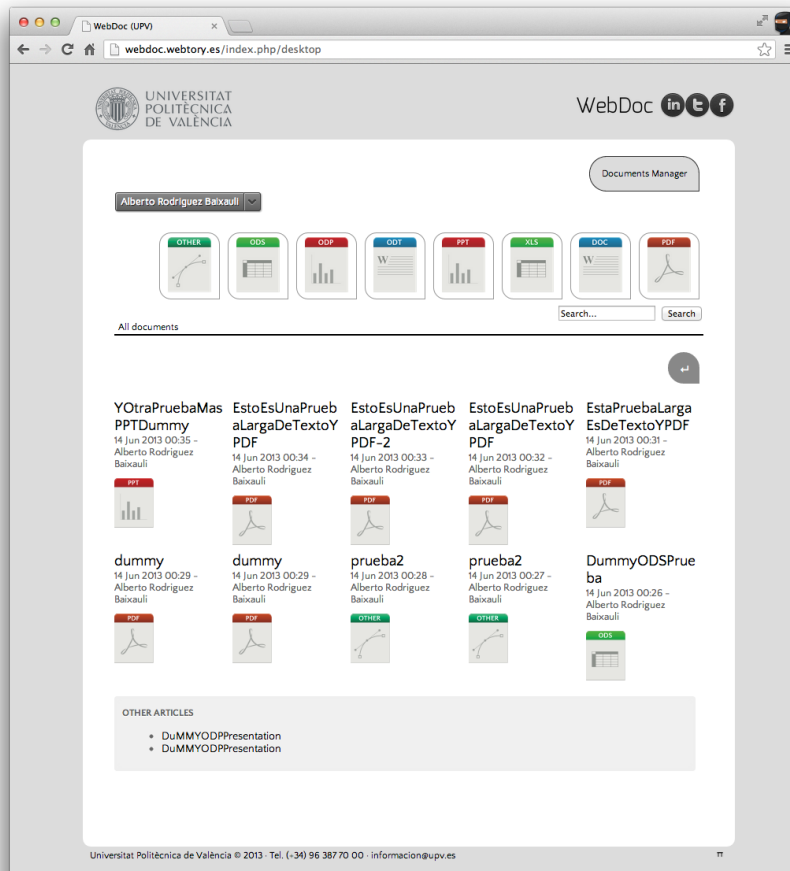 WebDoc (UPV)
webdoc.webtory.es/index.php/desktop
UNIVERSITAT
POLITÈCNICA
DE VALÈNCIA
WebDoc in t f
Documents Manager
Alberto Rodriguez Baixauli
OTHER ODS ODP ODT PPT XLS DOC PDF
W W
Search... Search
All documents
YOtraPruebaMas EstoEsUnaPrueb EstoEsUnaPrueb EstoEsUnaPrueb EstaPruebaLarga
PPTDummy aLargaDeTextoY aLargaDeTextoY aLargaDeTextoY EsDeTextoYPDF
14 Jun 2013 00:35 – PDF PDF-2 PDF 14 Jun 2013 00:31 –
Alberto Rodriguez 14 Jun 2013 00:34 – 14 Jun 2013 00:33 – 14 Jun 2013 00:32 – Alberto Rodriguez
Baixauli Alberto Rodriguez Alberto Rodriguez Alberto Rodriguez Baixauli
Baixauli Baixauli Baixauli
PPT PDF PDF PDF PDF
dummy dummy prueba2 prueba2 DummyODSPrue
14 Jun 2013 00:29 – 14 Jun 2013 00:29 – 14 Jun 2013 00:28 – 14 Jun 2013 00:27 – ba
Alberto Rodriguez Alberto Rodriguez Alberto Rodriguez Alberto Rodriguez 14 Jun 2013 00:26 –
Baixauli Baixauli Baixauli Baixauli Alberto Rodriguez
Baixauli
PDF PDF OTHER OTHER ODS
OTHER ARTICLES
• DuMMYODPPresentation
• DuMMYODPPresentation
Universitat Politècnica de València © 2013 · Tel. (+34) 96 387 70 00 · informacion@upv.es